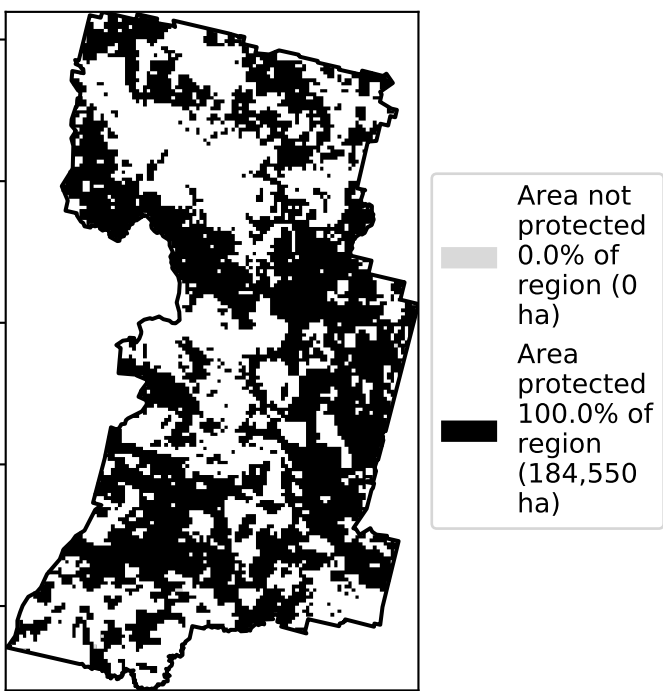 Area not
protected
0.0% of
region (0
ha)
Area
protected
100.0% of
region
(184,550
ha)